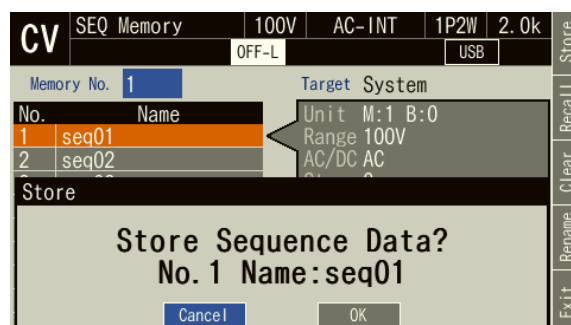 CV SEQ Memory 100V AC-INT 1P2W 2.0k
OFF-L USB
Memory No. 1 Target System
No. Name
1 seq01
2 seq02
Unit M:1 B:0
Range 100V
AC/DC AC
Store
Store Sequence Data?
No.1 Name:seq01
Cancel OK
Store
Recall
Clear
Rename
Exit